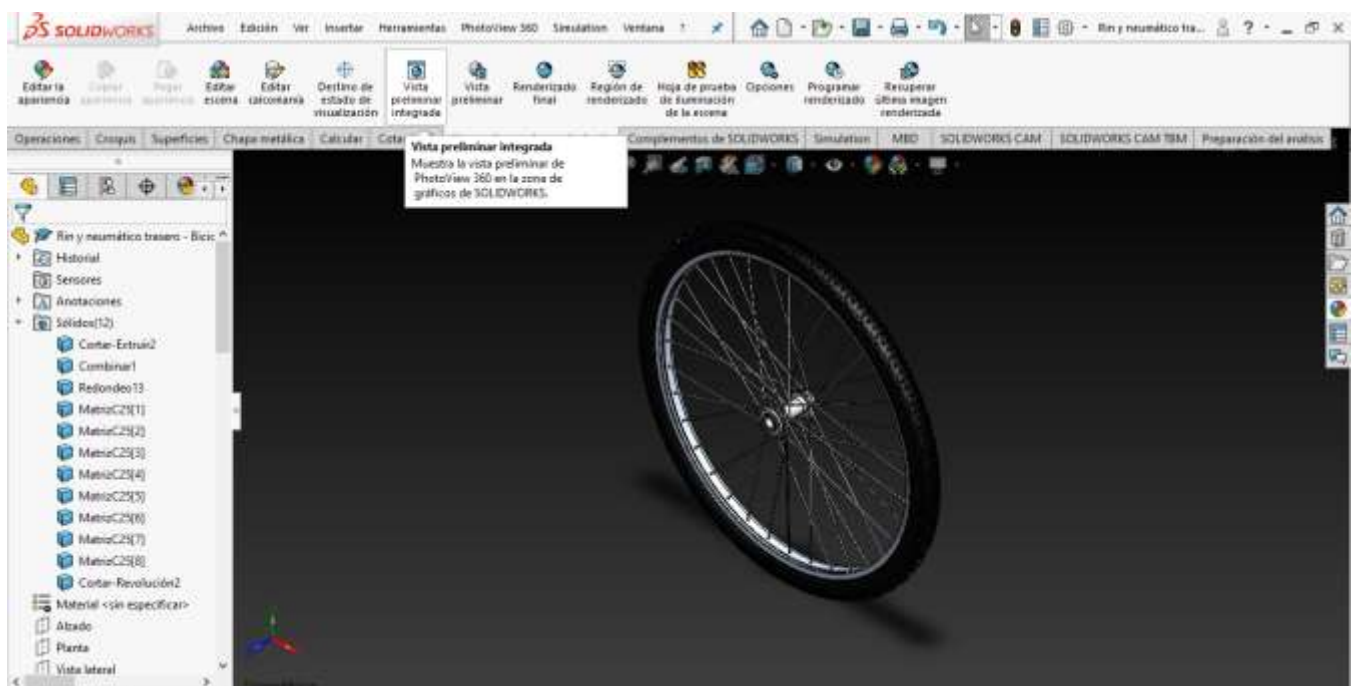 SOLIDWORKS Archivo Edición Ver Insertar Herramientas PhotoView 360 Simulation Ventana ? Rin y neumático tra...
Editar la apariencia
Copiar apariencia
Pegar apariencia
Editar escena
Editar calcomanía
Destino de estado de visualización
Vista preliminar integrada
Vista preliminar
Renderizado final
Región de renderizado
Hoja de prueba de iluminación de la escena
Opciones
Programar renderizado
Recuperar última imagen renderizada
Operaciones Croquis Superficies Chapa metálica Calcular Complementos de SOLIDWORKS Simulation MBD SOLIDWORKS CAM SOLIDWORKS CAM TBM Preparación del análisis
Vista preliminar integrada
Muestra la vista preliminar de
PhotoView 360 en la zona de
gráficos de SOLIDWORKS.
Rin y neumático trasero - Bicic
Historial
Sensores
Anotaciones
Sólidos(12)
Cortar-Extruir2
Combinar1
Redondeo13
MatrizC25[1]
MatrizC25[2]
MatrizC25[3]
MatrizC25[4]
MatrizC25[5]
MatrizC25[6]
MatrizC25[7]
MatrizC25[8]
Cortar-Revolución2
Material <sin especificar>
Alzado
Planta
Vista lateral